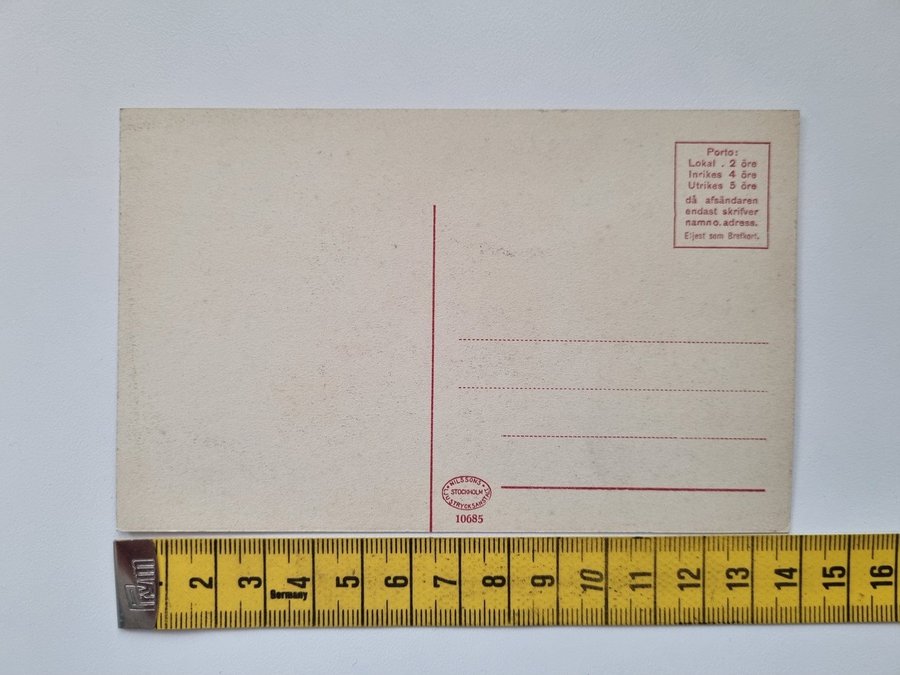 Porto:
Lokal . 2 öre
Inrikes 4 öre
Utrikes 5 öre
då afsändaren
endast skrifver
namn o. adress.
Eljest som Brefkort.
NILSSONS
STOCKHOLM
LJUSTRYCKSANSTALT
10685
2 3 4 5 6 7 8 9 10 11 12 13 14 15 16
Germany